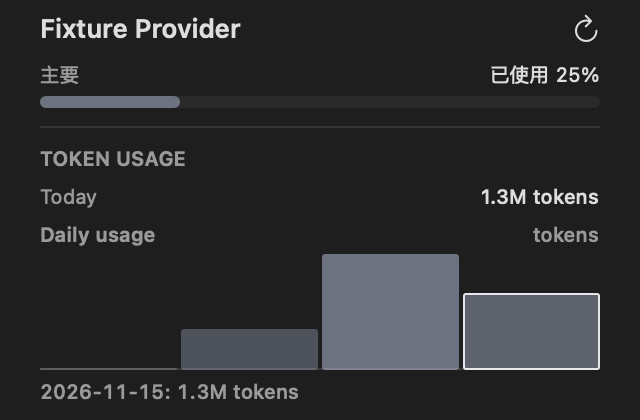 Fixture Provider
主要 已使用 25%
TOKEN USAGE
Today 1.3M tokens
Daily usage tokens
2026-11-15: 1.3M tokens